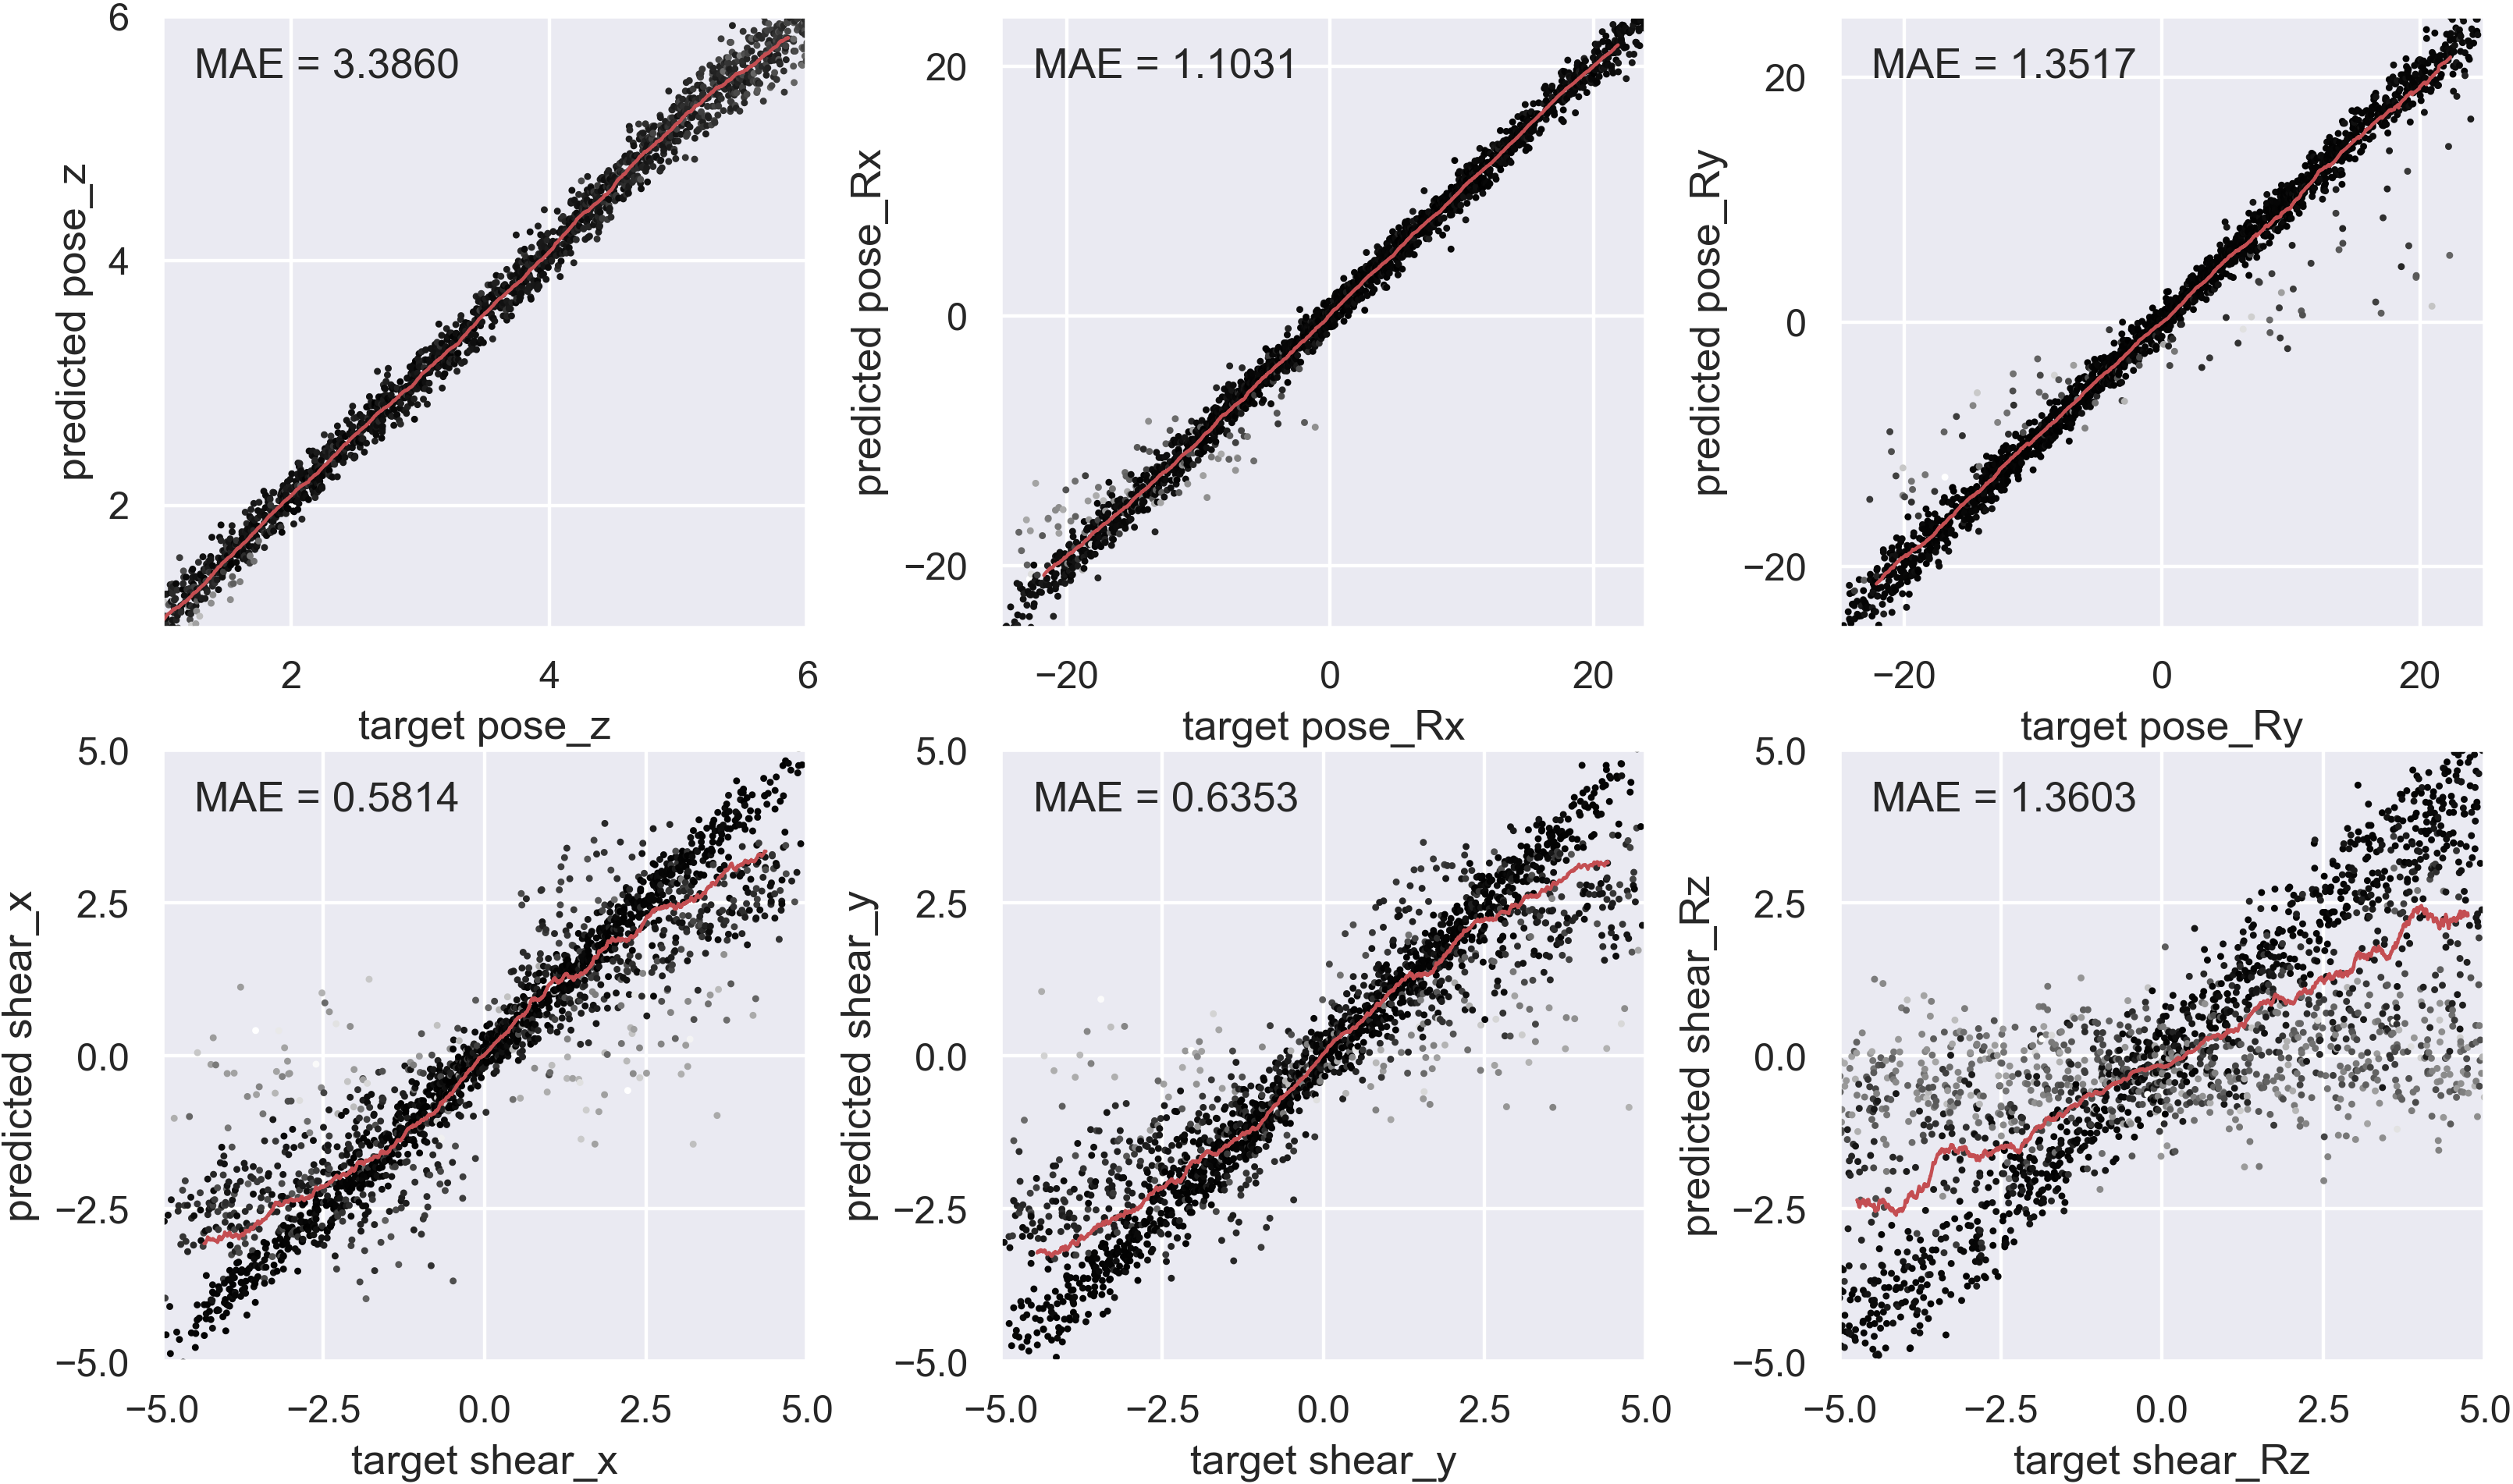 MAE = 3.3860
predicted pose_z
6
4
2
2
4
6
target pose_z
MAE = 1.1031
predicted pose_Rx
20
0
−20
−20
0
20
target pose_Rx
MAE = 1.3517
predicted pose_Ry
20
0
−20
−20
0
20
target pose_Ry
MAE = 0.5814
predicted shear_x
5.0
2.5
0.0
−2.5
−5.0
−5.0
−2.5
0.0
2.5
5.0
target shear_x
MAE = 0.6353
predicted shear_y
5.0
2.5
0.0
−2.5
−5.0
−5.0
−2.5
0.0
2.5
5.0
target shear_y
MAE = 1.3603
predicted shear_Rz
5.0
2.5
0.0
−2.5
−5.0
−5.0
−2.5
0.0
2.5
5.0
target shear_Rz